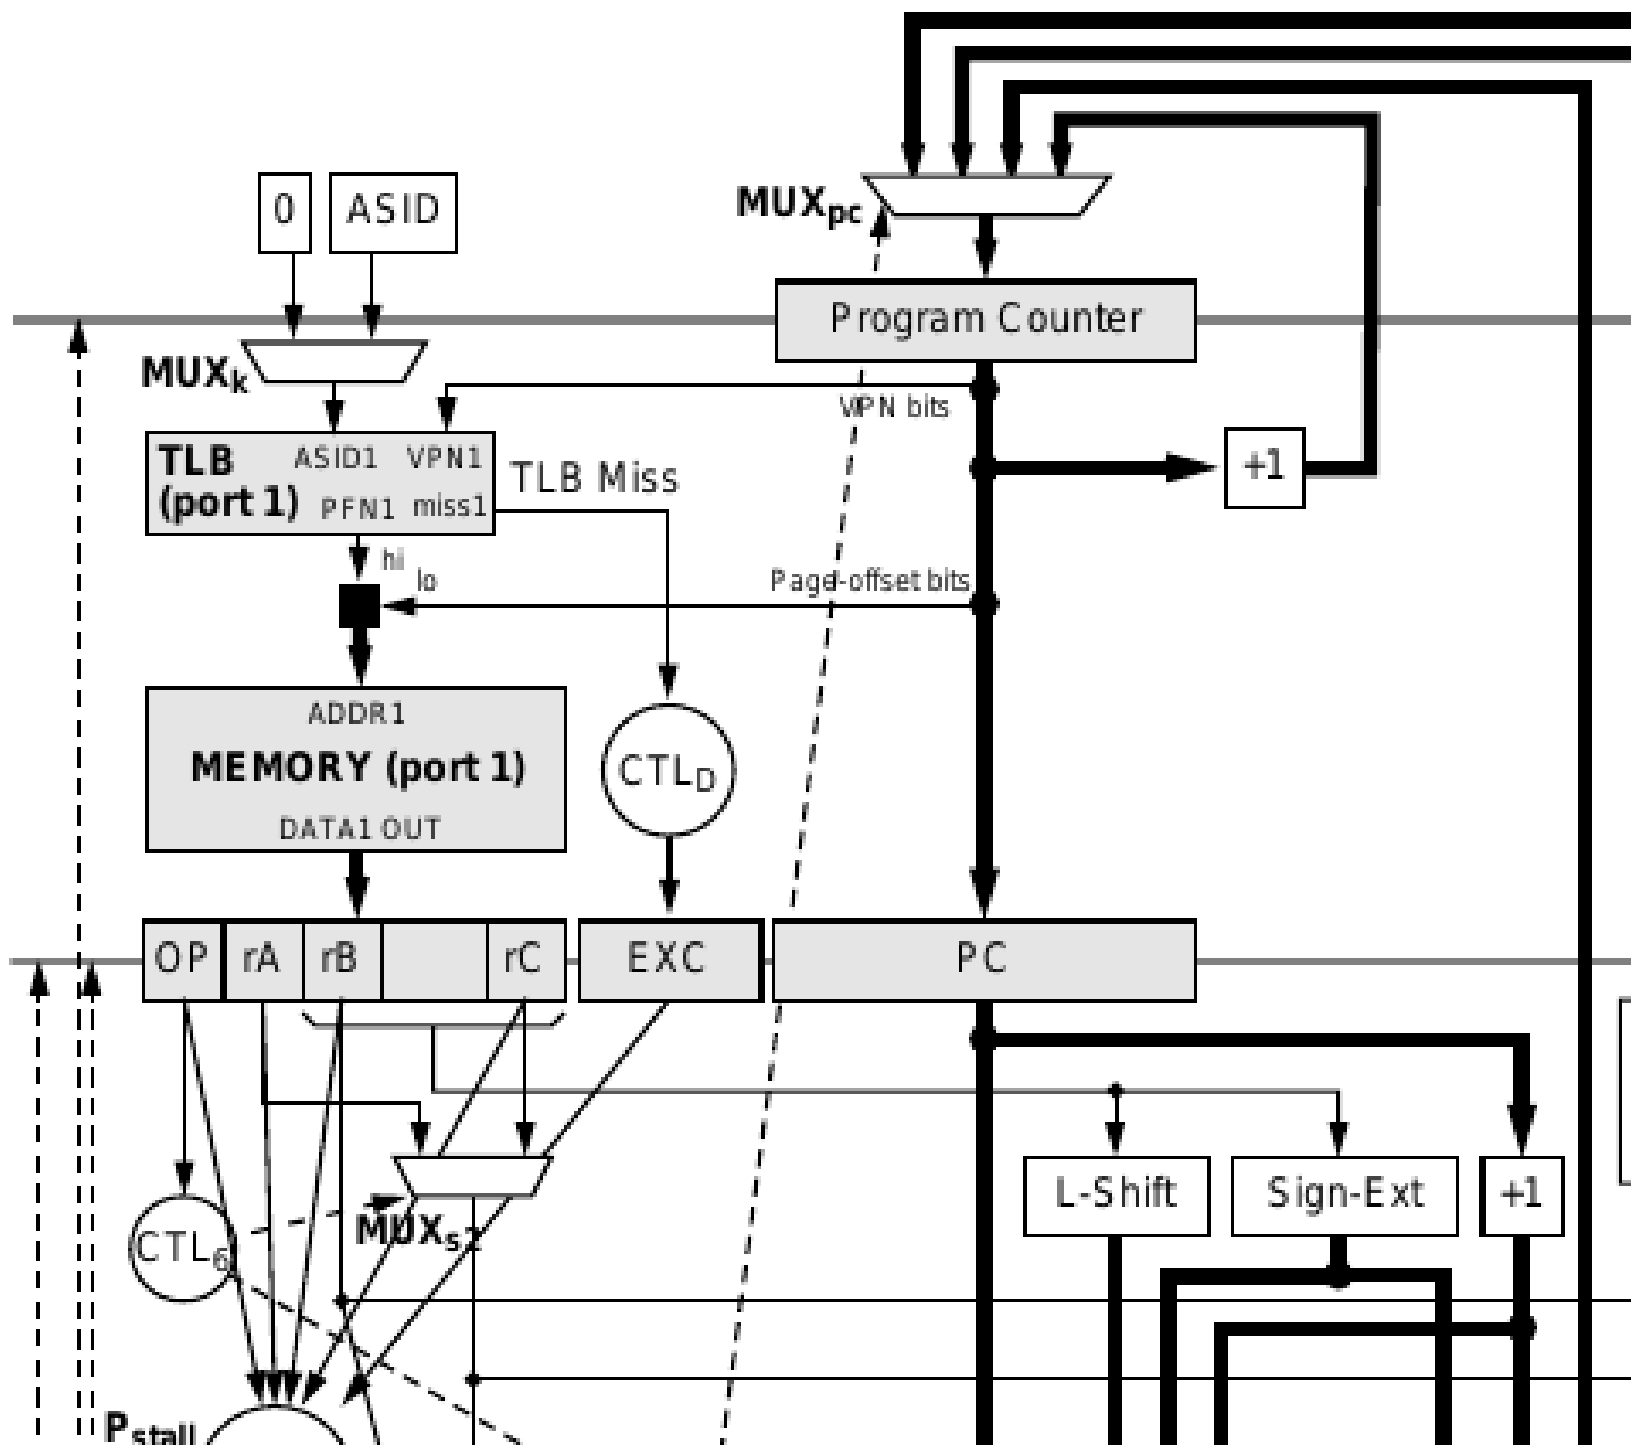 MUXpc
0 ASID
Program Counter
MUXk
VPN bits
TLB ASID1 VPN1
(port 1) PFN1 miss1
TLB Miss
+1
hi
lo
Page-offset bits
ADDR1
MEMORY (port 1)
DATA1 OUT
CTLD
OP rA rB rC EXC PC
L-Shift Sign-Ext +1
MUXs2
CTL6
Pstall